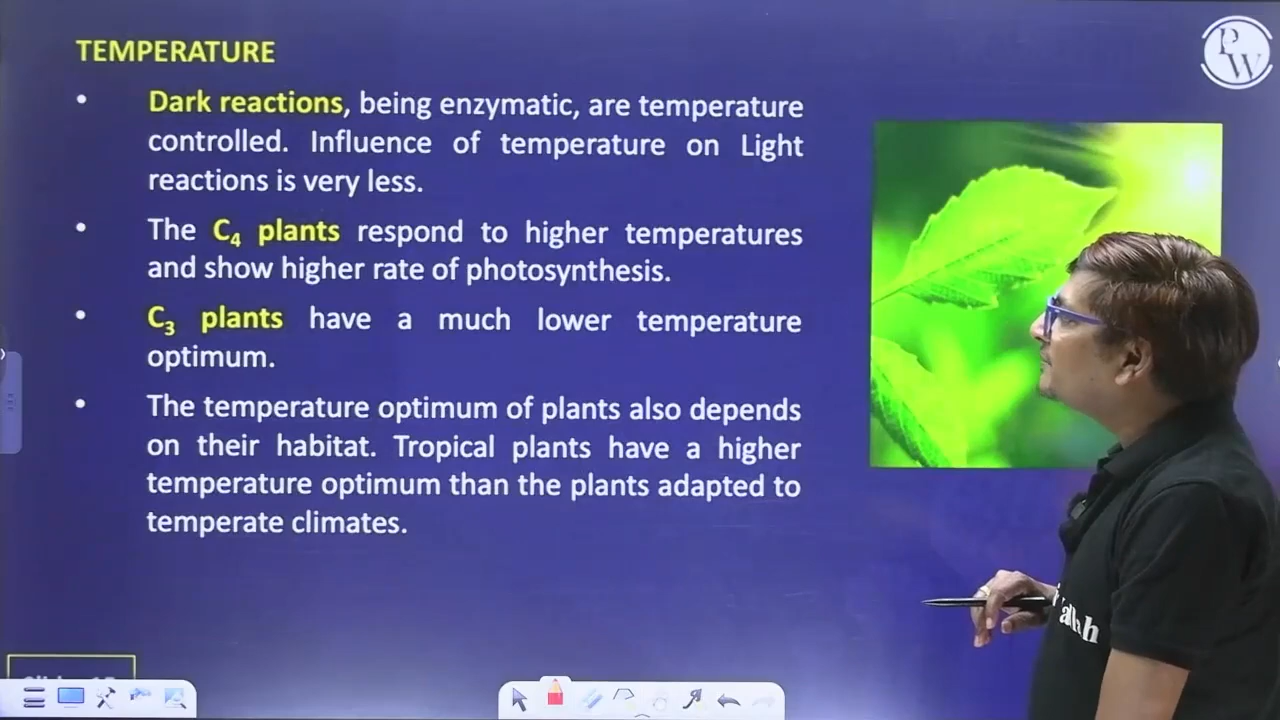 TEMPERATURE
• Dark reactions, being enzymatic, are temperature
controlled. Influence of temperature on Light
reactions is very less.
• The C₄ plants respond to higher temperatures
and show higher rate of photosynthesis.
• C₃ plants have a much lower temperature
optimum.
• The temperature optimum of plants also depends
on their habitat. Tropical plants have a higher
temperature optimum than the plants adapted to
temperate climates.
PW